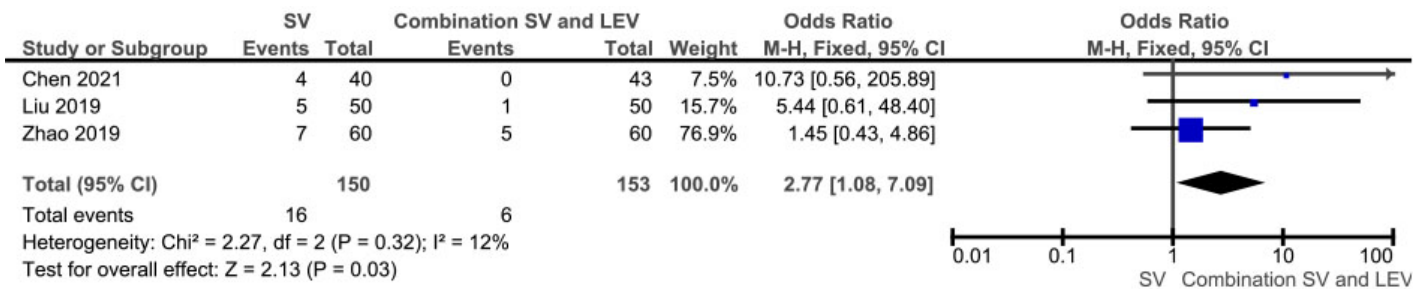 SV Combination SV and LEV Odds Ratio Odds Ratio
Study or Subgroup Events Total Events Total Weight M-H, Fixed, 95% CI M-H, Fixed, 95% CI
Chen 2021 4 40 0 43 7.5% 10.73 [0.56, 205.89]
Liu 2019 5 50 1 50 15.7% 5.44 [0.61, 48.40]
Zhao 2019 7 60 5 60 76.9% 1.45 [0.43, 4.86]
Total (95% CI) 150 153 100.0% 2.77 [1.08, 7.09]
Total events 16 6
Heterogeneity: Chi² = 2.27, df = 2 (P = 0.32); I² = 12%
Test for overall effect: Z = 2.13 (P = 0.03)
0.01 0.1 1 10 100
SV Combination SV and LEV